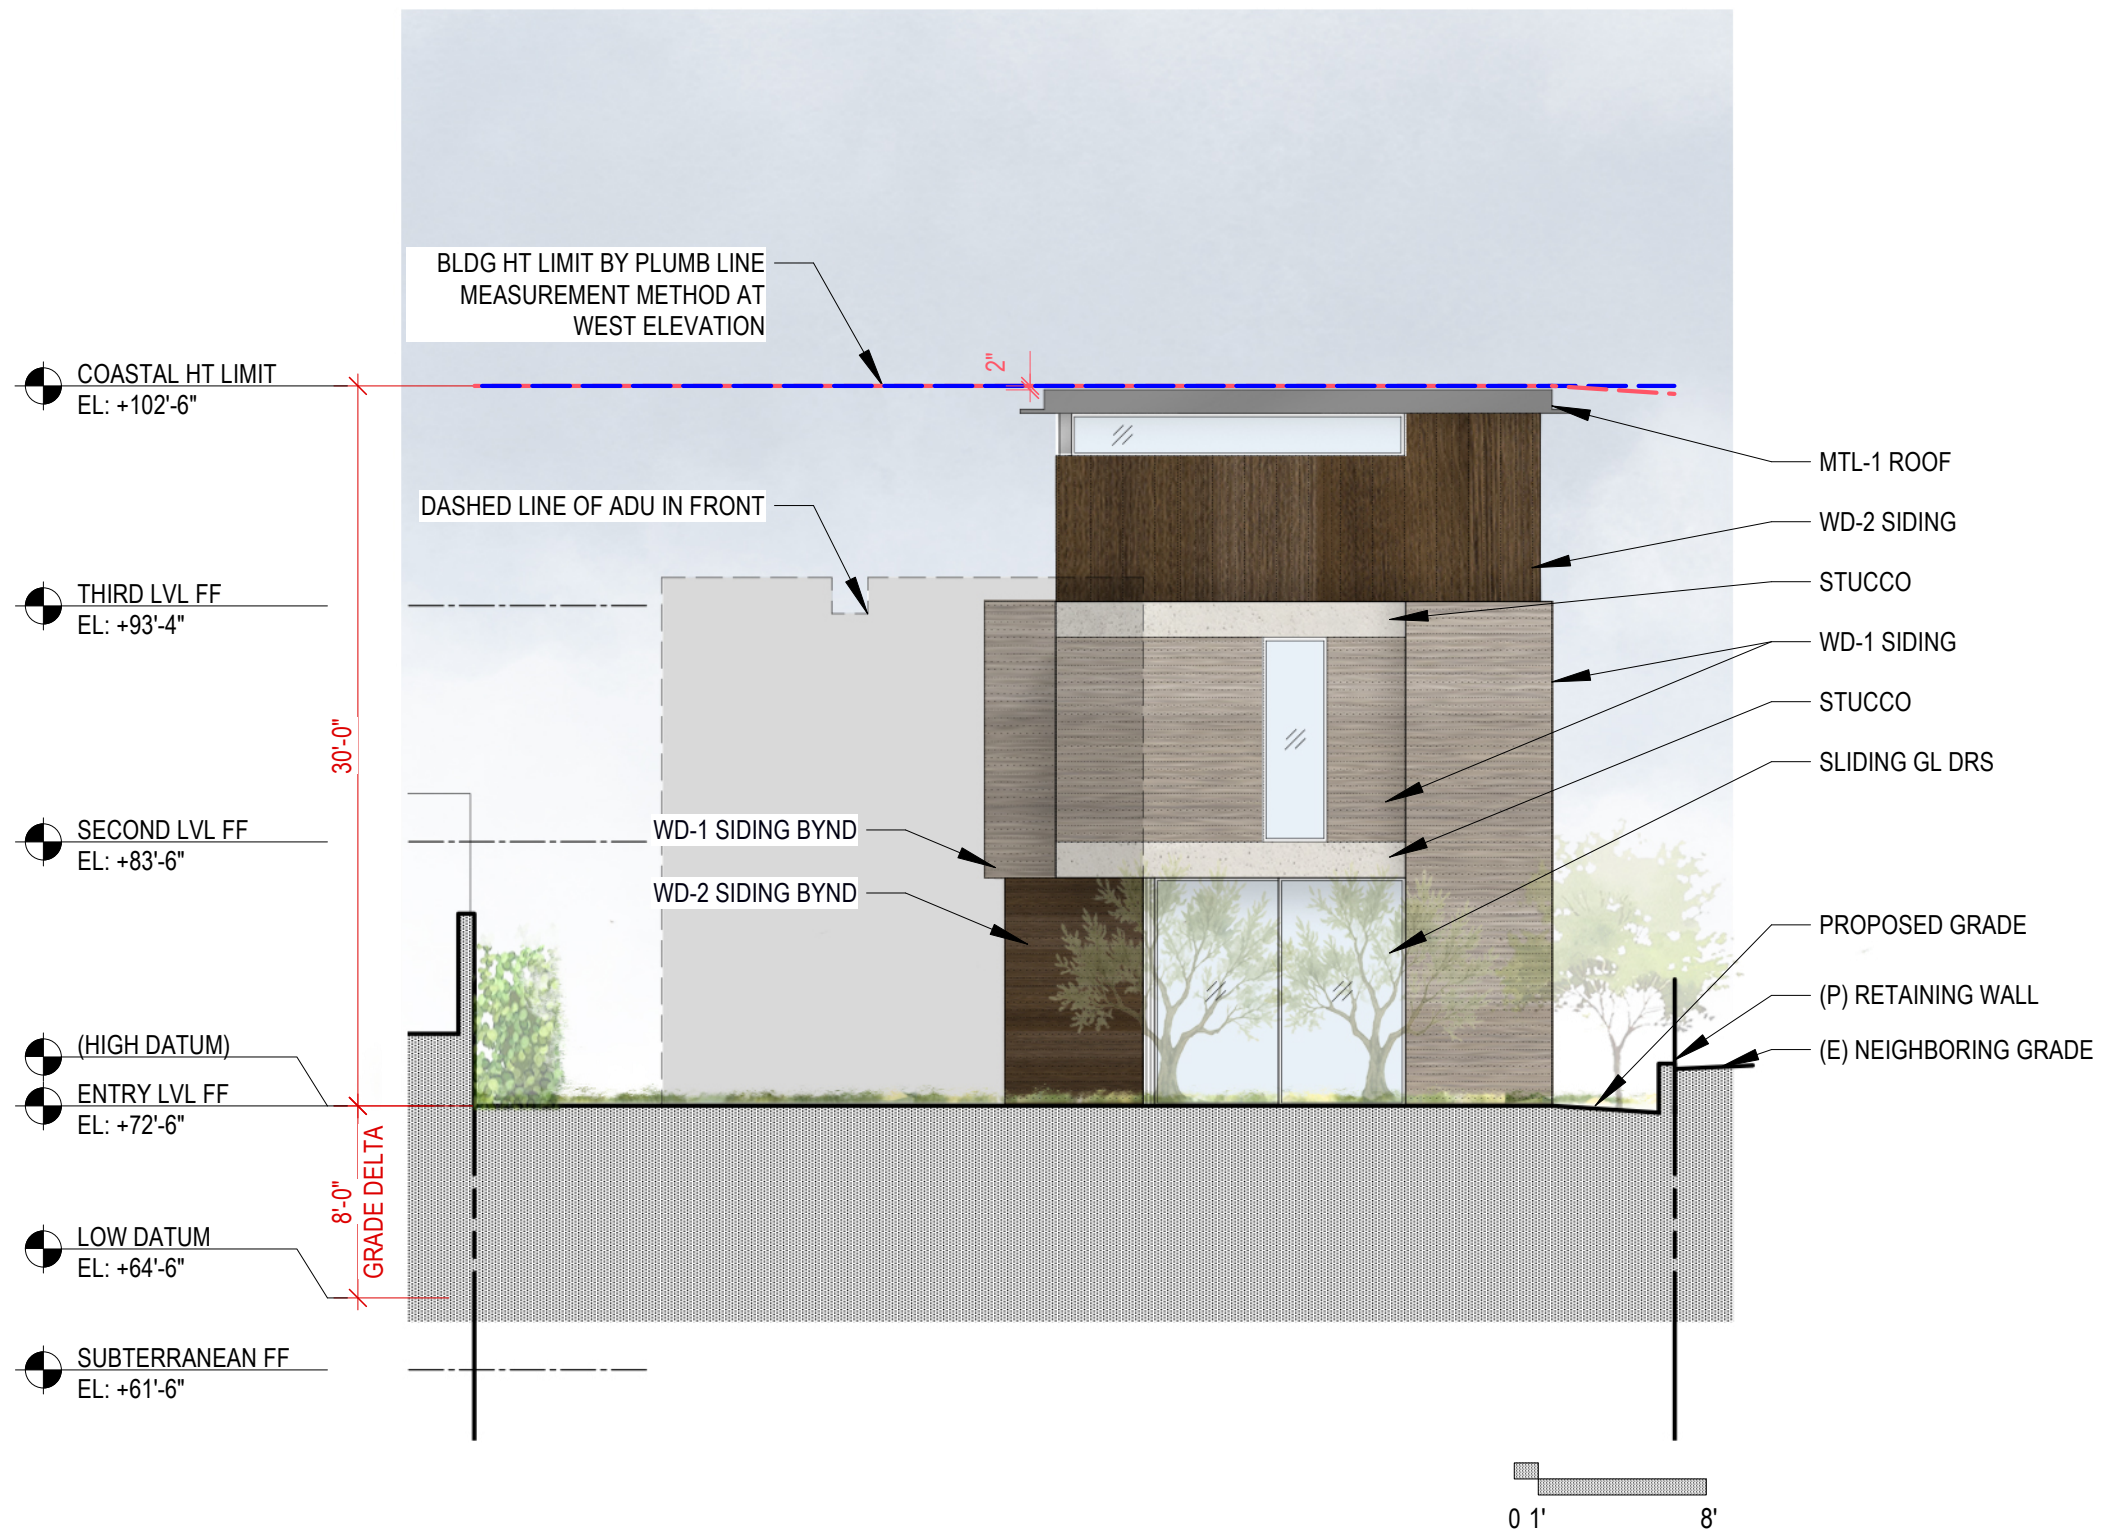 BLDG HT LIMIT BY PLUMB LINE
MEASUREMENT METHOD AT
WEST ELEVATION
2"
COASTAL HT LIMIT
EL: +102'-6"
MTL-1 ROOF
DASHED LINE OF ADU IN FRONT
WD-2 SIDING
STUCCO
THIRD LVL FF
EL: +93'-4"
WD-1 SIDING
STUCCO
30'-0"
SLIDING GL DRS
SECOND LVL FF
EL: +83'-6"
WD-1 SIDING BYND
WD-2 SIDING BYND
PROPOSED GRADE
(P) RETAINING WALL
(HIGH DATUM)
(E) NEIGHBORING GRADE
ENTRY LVL FF
EL: +72'-6"
8'-0"
GRADE DELTA
LOW DATUM
EL: +64'-6"
SUBTERRANEAN FF
EL: +61'-6"
0 1' 8'